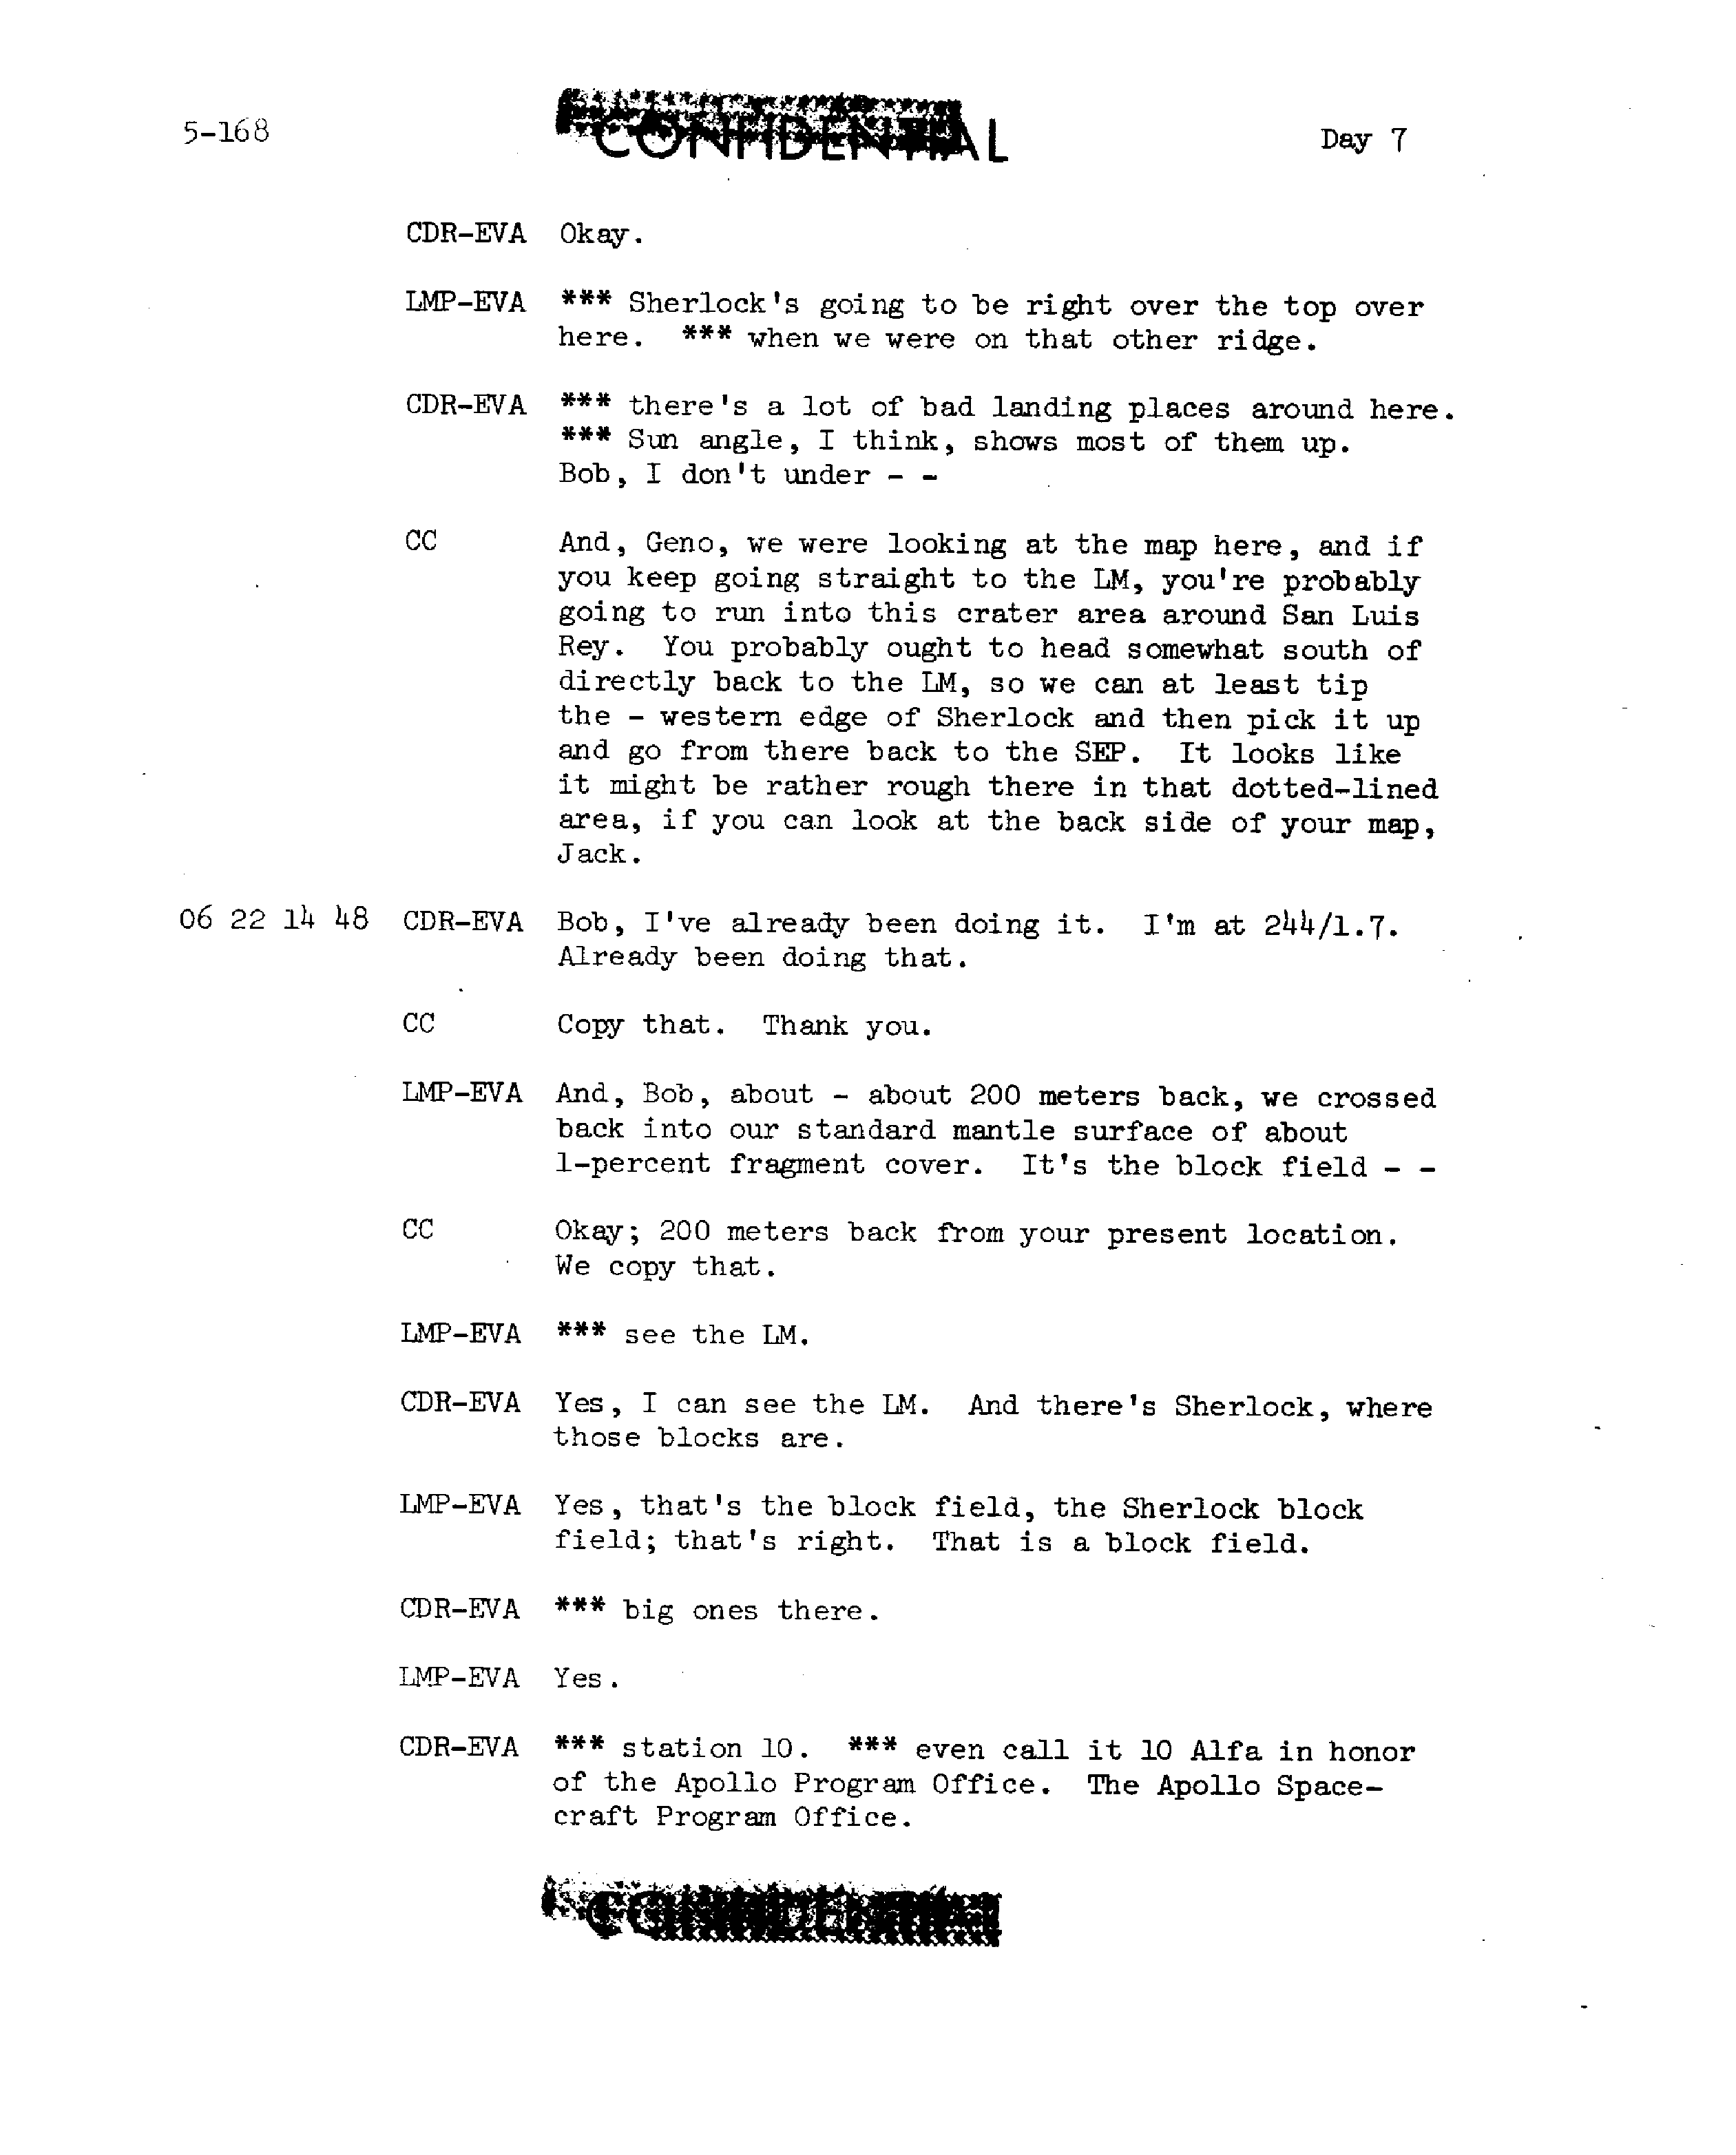 5-168
CONFIDENTIAL
Day 7
CDR-EVA Okay.
LMP-EVA *** Sherlock's going to be right over the top over
here. *** when we were on that other ridge.
CDR-EVA *** there's a lot of bad landing places around here.
*** Sun angle, I think, shows most of them up.
Bob, I don't under - -
CC And, Geno, we were looking at the map here, and if
you keep going straight to the LM, you're probably
going to run into this crater area around San Luis
Rey. You probably ought to head somewhat south of
directly back to the LM, so we can at least tip
the - western edge of Sherlock and then pick it up
and go from there back to the SEP. It looks like
it might be rather rough there in that dotted-lined
area, if you can look at the back side of your map,
Jack.
06 22 14 48 CDR-EVA Bob, I've already been doing it. I'm at 244/1.7.
Already been doing that.
CC Copy that. Thank you.
LMP-EVA And, Bob, about - about 200 meters back, we crossed
back into our standard mantle surface of about
1-percent fragment cover. It's the block field - -
CC Okay; 200 meters back from your present location.
We copy that.
LMP-EVA *** see the LM.
CDR-EVA Yes, I can see the LM. And there's Sherlock, where
those blocks are.
LMP-EVA Yes, that's the block field, the Sherlock block
field; that's right. That is a block field.
CDR-EVA *** big ones there.
LMP-EVA Yes.
CDR-EVA *** station 10. *** even call it 10 Alfa in honor
of the Apollo Program Office. The Apollo Space-
craft Program Office.
CONFIDENTIAL